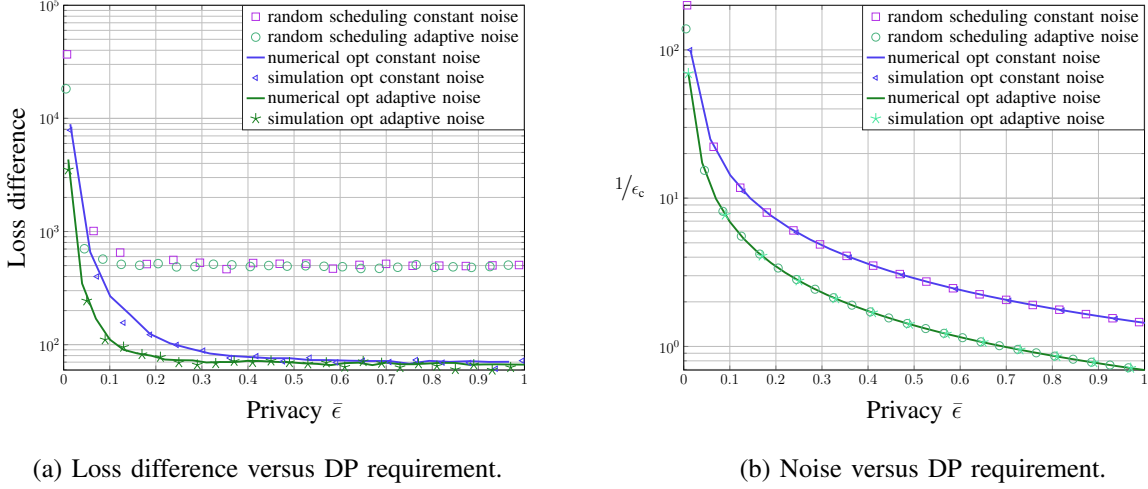 10^5
10^4
10^3
10^2
Loss difference
random scheduling constant noise
random scheduling adaptive noise
numerical opt constant noise
simulation opt constant noise
numerical opt adaptive noise
simulation opt adaptive noise
0 0.1 0.2 0.3 0.4 0.5 0.6 0.7 0.8 0.9 1
Privacy ϵ̄
(a) Loss difference versus DP requirement.
10^2
10^1
10^0
1/ϵ_c
random scheduling constant noise
random scheduling adaptive noise
numerical opt constant noise
simulation opt constant noise
numerical opt adaptive noise
simulation opt adaptive noise
0 0.1 0.2 0.3 0.4 0.5 0.6 0.7 0.8 0.9 1
Privacy ϵ̄
(b) Noise versus DP requirement.